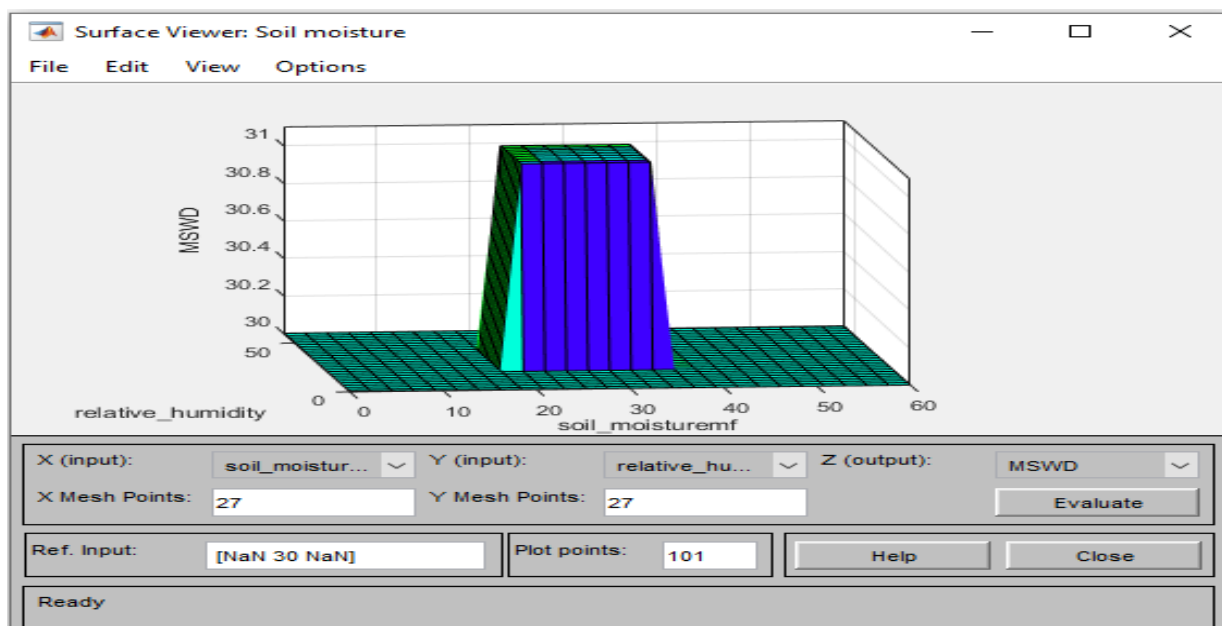 Surface Viewer: Soil moisture
File Edit View Options
31
30.8
30.6
30.4
30.2
30
MSWD
50
0
relative_humidity
0 10 20 30 40 50 60
soil_moisturemf
X (input): soil_moistur... Y (input): relative_hu... Z (output): MSWD
X Mesh Points: 27 Y Mesh Points: 27 Evaluate
Ref. Input: [NaN 30 NaN] Plot points: 101 Help Close
Ready